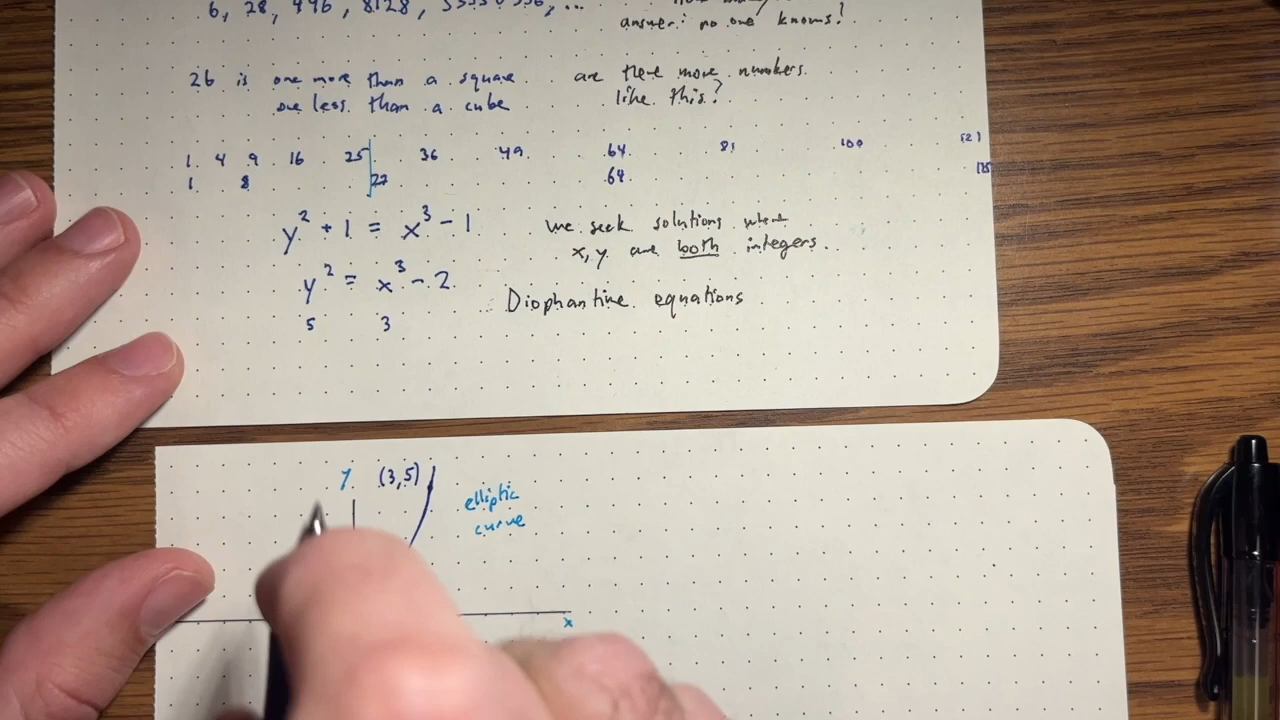 6, 28, 496, 8128,
answer: no one knows!
26 is one more than a square
one less than a cube
are there more numbers
like this?
1 4 9 16 25 36 49 64 81 100 121
1 8 27 64 125
y² + 1 = x³ - 1
y² = x³ - 2
5 3
we seek solutions where
x, y are both integers.
Diophantine equations
y (3,5)
elliptic
curve
x